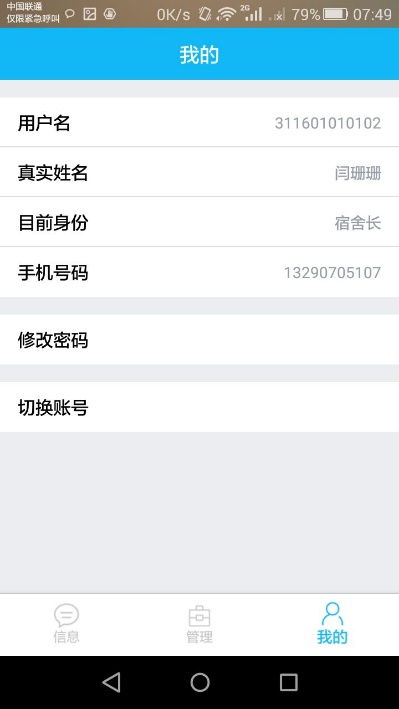 中国联通
仅限紧急呼叫
0K/s 2G 79% 07:49
我的
用户名 311601010102
真实姓名 闫珊珊
目前身份 宿舍长
手机号码 13290705107
修改密码
切换账号
信息 管理 我的